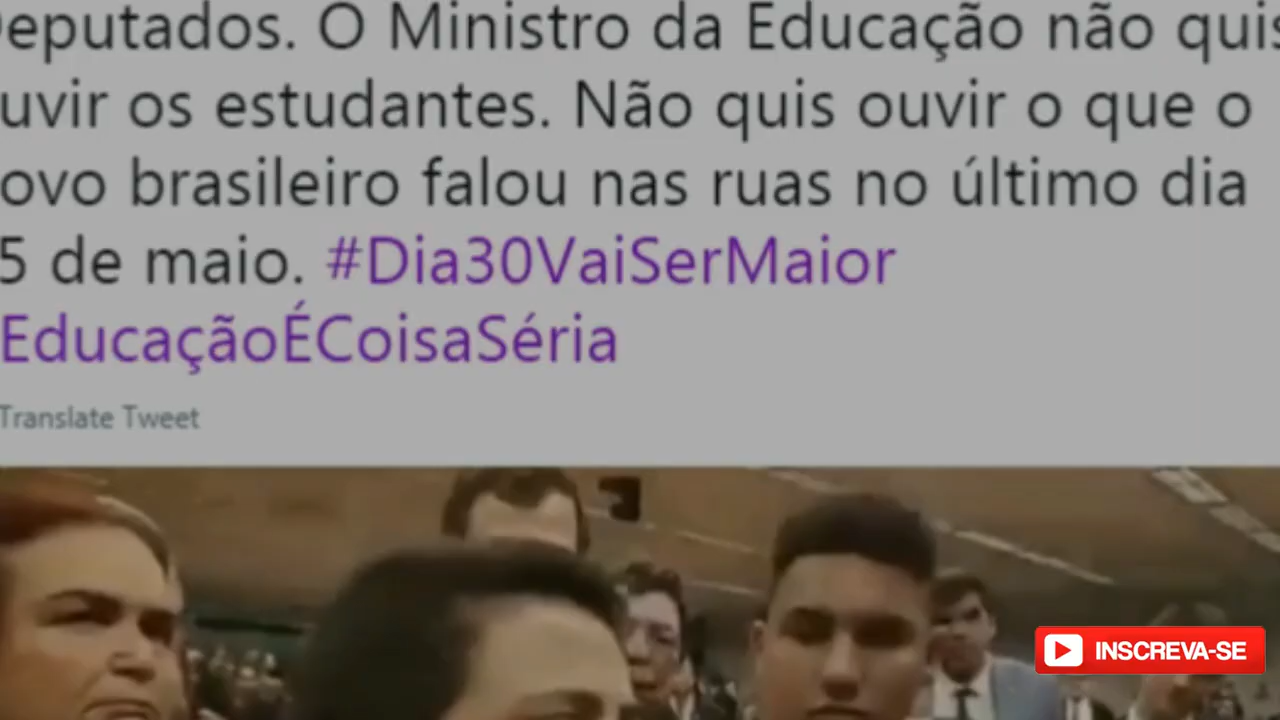 eputados. O Ministro da Educação não quis
uvir os estudantes. Não quis ouvir o que o
ovo brasileiro falou nas ruas no último dia
5 de maio. #Dia30VaiSerMaior
EducaçãoÉCoisaSéria
Translate Tweet
INSCREVA-SE